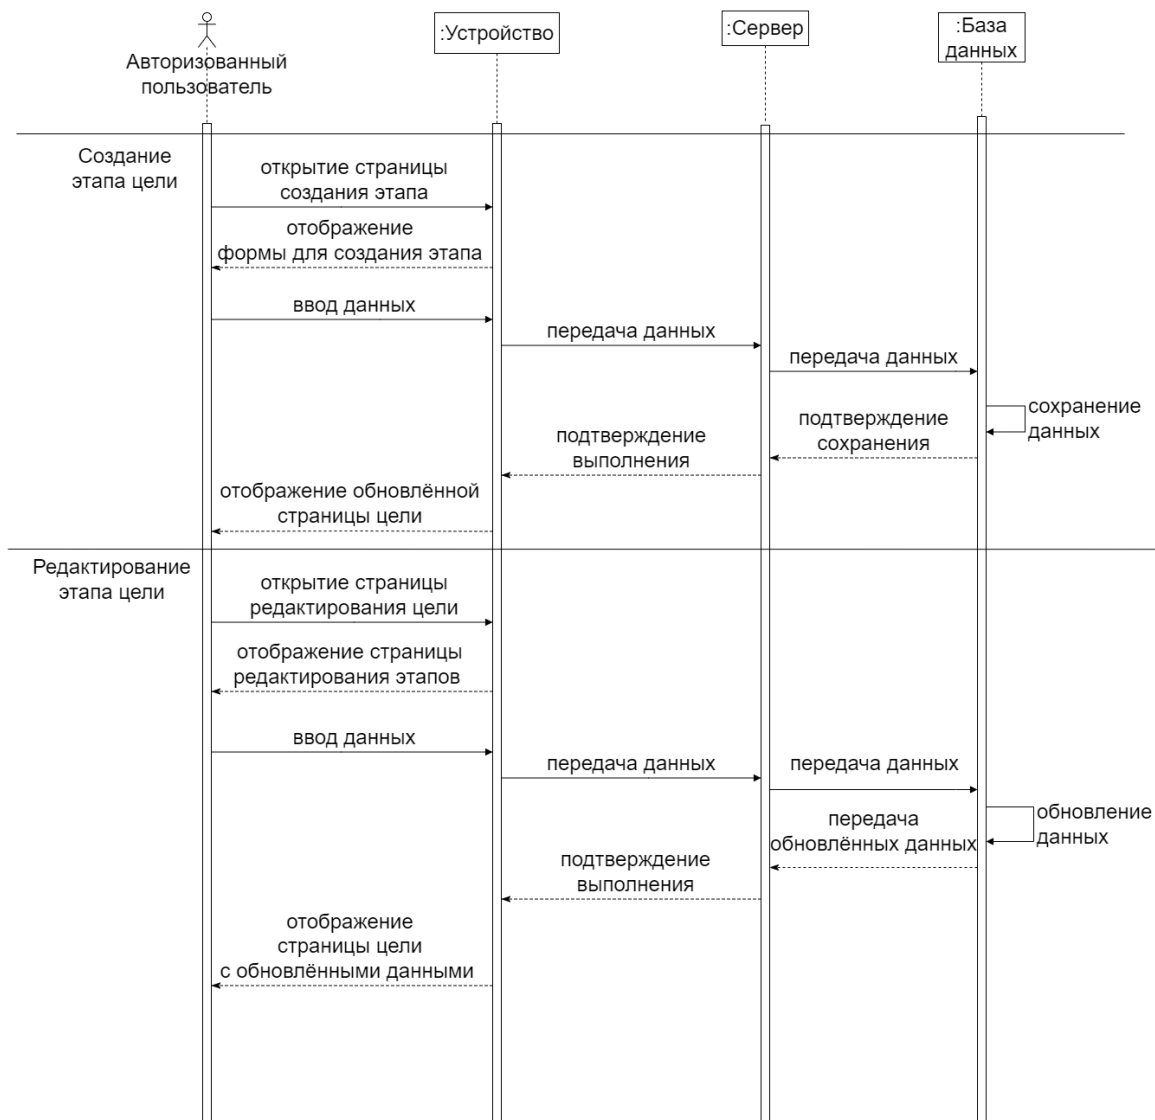 Авторизованный
пользователь
:Устройство
:Сервер
:База
данных
Создание
этапа цели
открытие страницы
создания этапа
отображение
формы для создания этапа
ввод данных
передача данных
передача данных
сохранение
данных
подтверждение
сохранения
подтверждение
выполнения
отображение обновлённой
страницы цели
Редактирование
этапа цели
открытие страницы
редактирования цели
отображение страницы
редактирования этапов
ввод данных
передача данных
передача данных
обновление
данных
передача
обновлённых данных
подтверждение
выполнения
отображение
страницы цели
с обновлёнными данными